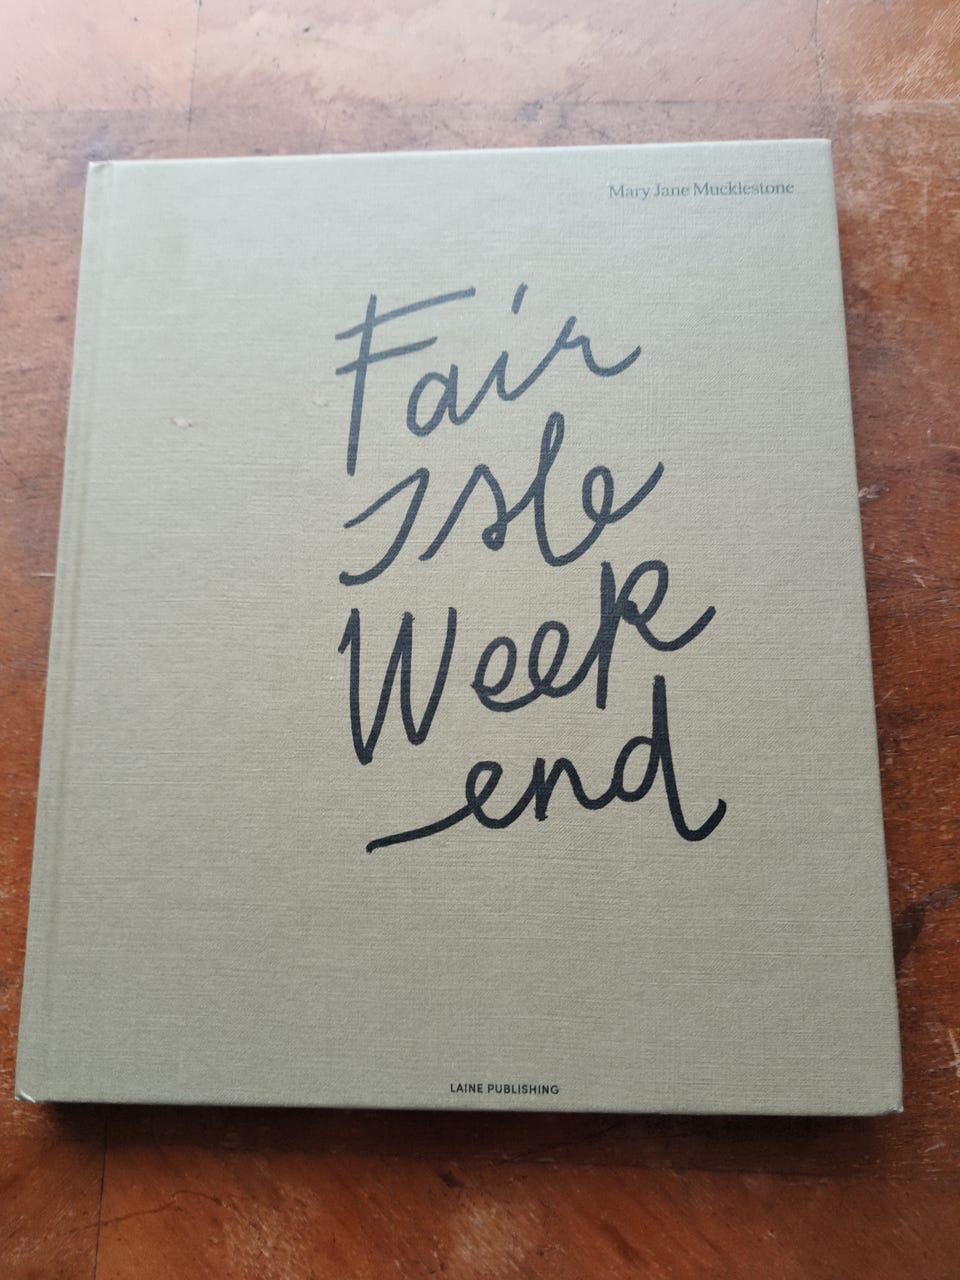 Mary Jane Mucklestone
Fair
Isle
Week
end
LAINE PUBLISHING